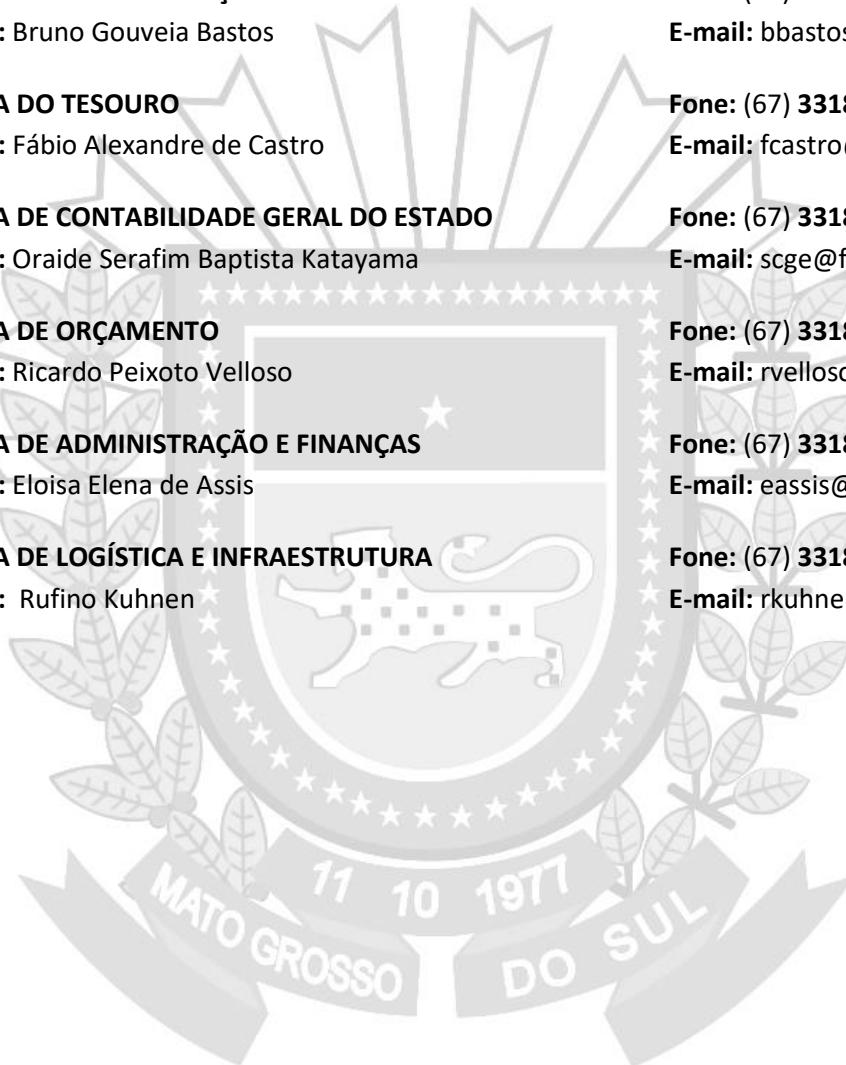 : Bruno Gouveia Bastos E-mail: bbastos
A DO TESOURO Fone: (67) 3318
: Fábio Alexandre de Castro E-mail: fcastro@
A DE CONTABILIDADE GERAL DO ESTADO Fone: (67) 3318
: Oraide Serafim Baptista Katayama E-mail: scge@f
A DE ORÇAMENTO Fone: (67) 3318
: Ricardo Peixoto Velloso E-mail: rvelloso
A DE ADMINISTRAÇÃO E FINANÇAS Fone: (67) 3318
: Eloisa Elena de Assis E-mail: eassis@
A DE LOGÍSTICA E INFRAESTRUTURA Fone: (67) 3318
: Rufino Kuhnen E-mail: rkuhne
11 10 1977
MATO GROSSO DO SUL